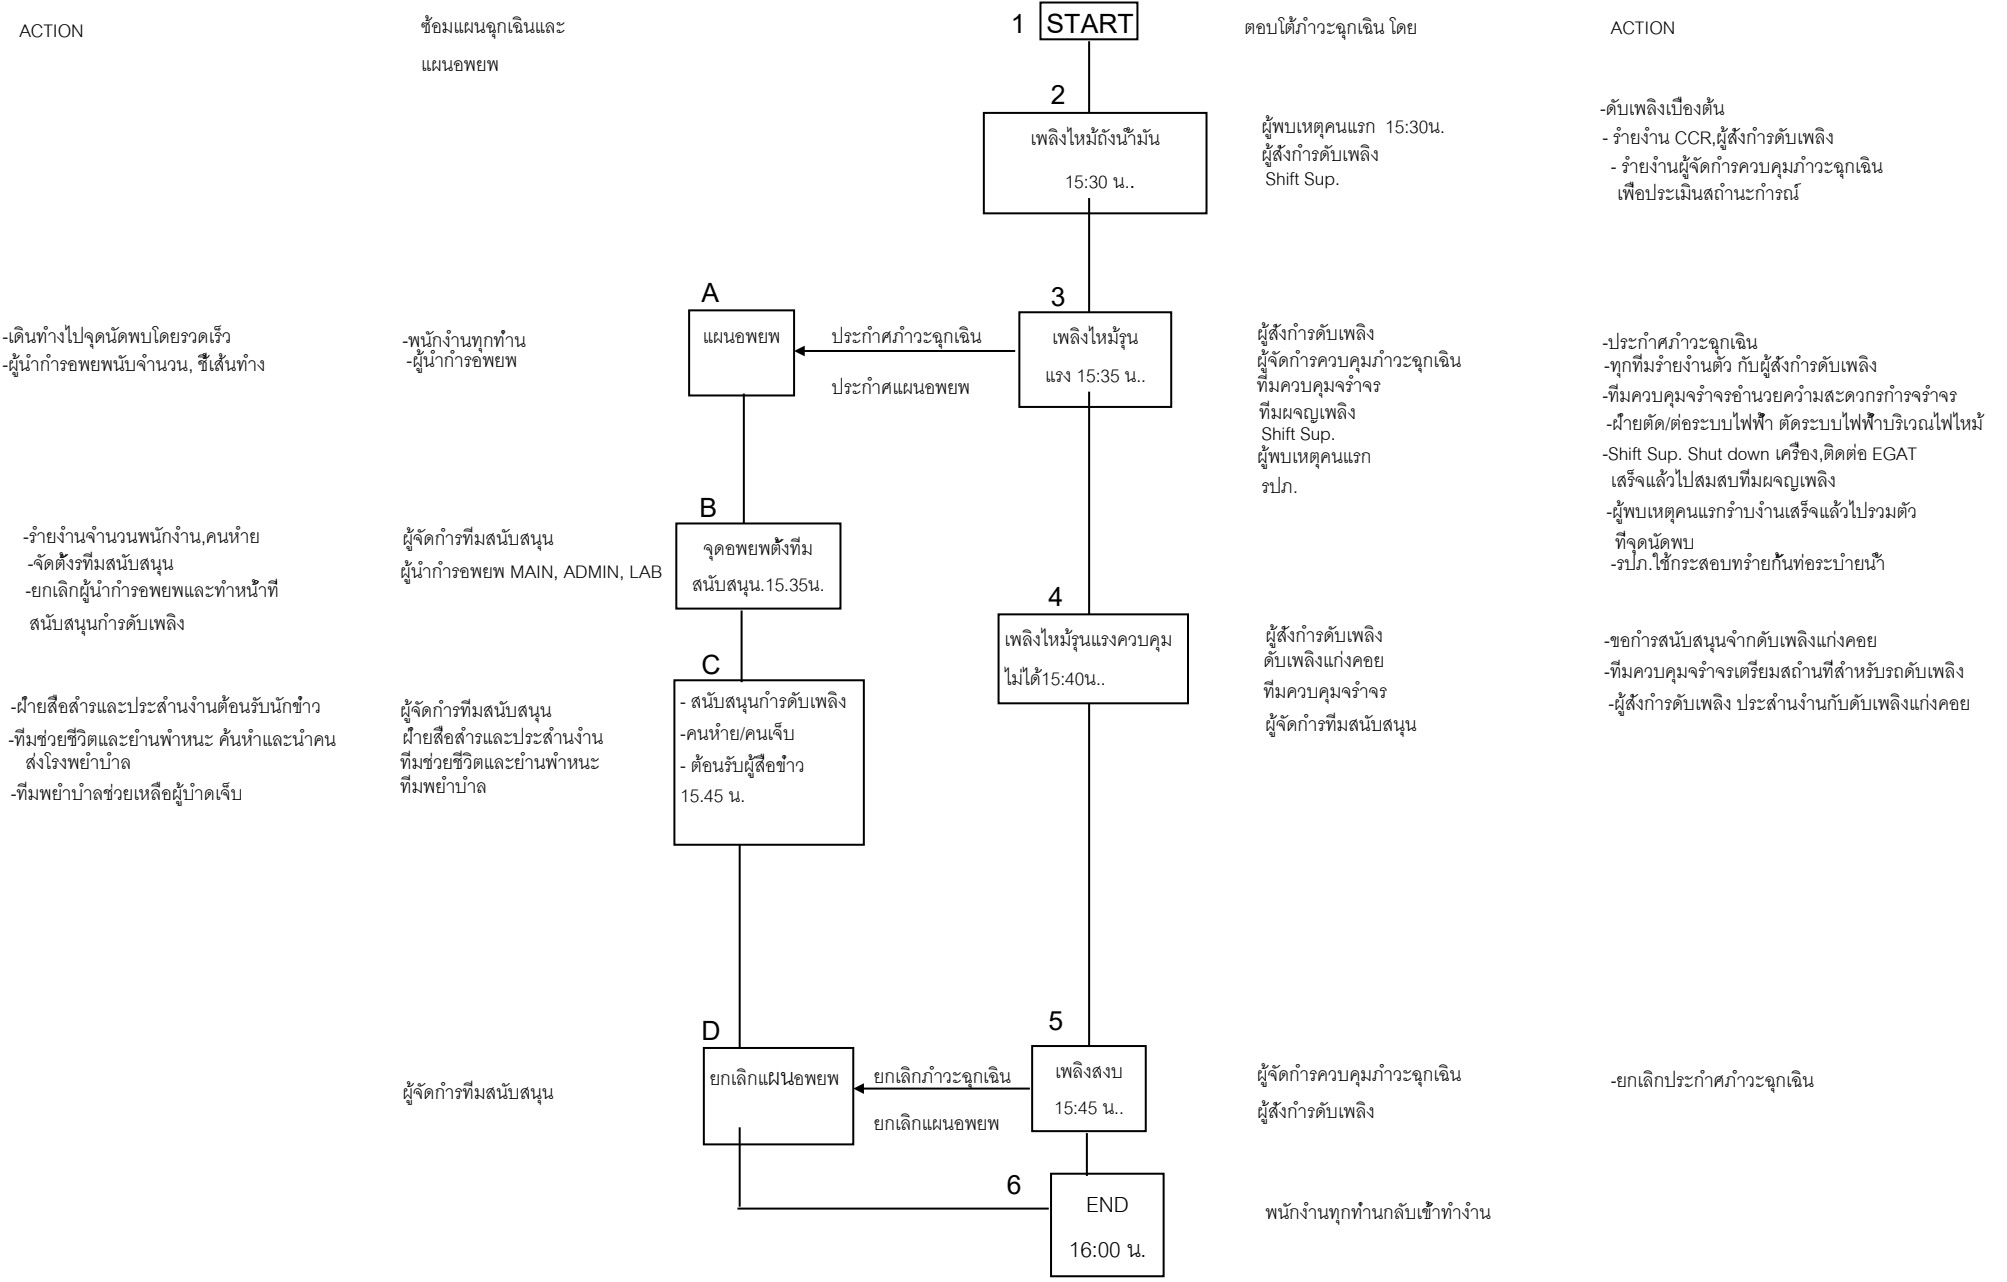 ACTION
ซ้อมแผนฉุกเฉินและ
แผนอพยพ
1
START
ตอบโต้ภำวะฉุกเฉิน โดย
ACTION
2
เพลิงไหม้ถังน้ำมัน
15:30 น..
ผู้พบเหตุคนแรก 15:30น.
ผู้สั่งกำรดับเพลิง
Shift Sup.
-ดับเพลิงเบื้องต้น
- รำยงำน CCR,ผู้สั่งกำรดับเพลิง
- รำยงำนผู้จัดกำรควบคุมภำวะฉุกเฉิน
เพื่อประเมินสถำนะกำรณ์
-เดินทำงไปจุดนัดพบโดยรวดเร็ว
-ผู้นำกำรอพยพนับจำนวน, ชี้เส้นทำง
-พนักงำนทุกท่ำน
-ผู้นำกำรอพยพ
A
แผนอพยพ
ประกำศภำวะฉุกเฉิน
ประกำศแผนอพยพ
3
เพลิงไหม้รุน
แรง 15:35 น..
ผู้สั่งกำรดับเพลิง
ผู้จัดกำรควบคุมภำวะฉุกเฉิน
ทีมควบคุมจรำจร
ทีมผจญเพลิง
Shift Sup.
ผู้พบเหตุคนแรก
รปภ.
-ประกำศภำวะฉุกเฉิน
-ทุกทีมรำยงำนตัว กับผู้สั่งกำรดับเพลิง
-ทีมควบคุมจรำจรอำนวยควำมสะดวกรกำรจรำจร
-ฝ่ำยตัด/ต่อระบบไฟฟ้ำ ตัดระบบไฟฟ้ำบริเวณไฟไหม้
-Shift Sup. Shut down เครื่อง,ติดต่อ EGAT
เสร็จแล้วไปสมสบทีมผจญเพลิง
-ผู้พบเหตุคนแรกรำบงำนเสร็จแล้วไปรวมตัว
ที่จุดนัดพบ
-รปภ.ใช้กระสอบทรำยกั้นท่อระบำยน้ำ
-รำยงำนจำนวนพนักงำน,คนหำย
-จัดตั้งรทีมสนับสนุน
-ยกเลิกผู้นำกำรอพยพและทำหน้ำที่
สนับสนุนกำรดับเพลิง
ผู้จัดกำรทีมสนับสนุน
ผู้นำกำรอพยพ MAIN, ADMIN, LAB
B
จุดอพยพตั้งทีม
สนับสนุน.15.35น.
4
เพลิงไหม้รุนแรงควบคุม
ไม่ได้15:40น..
ผู้สั่งกำรดับเพลิง
ดับเพลิงแก่งคอย
ทีมควบคุมจรำจร
ผู้จัดกำรทีมสนับสนุน
-ขอกำรสนับสนุนจำกดับเพลิงแก่งคอย
-ทีมควบคุมจรำจรเตรียมสถำนที่สำหรับรถดับเพลิง
-ผู้สั่งกำรดับเพลิง ประสำนงำนกับดับเพลิงแก่งคอย
-ฝ่ำยสื่อสำรและประสำนงำนต้อนรับนักข่ำว
-ทีมช่วยชีวิตและยำนพำหนะ ค้นหำและนำคน
ส่งโรงพยำบำล
-ทีมพยำบำลช่วยเหลือผู้บำดเจ็บ
ผู้จัดกำรทีมสนับสนุน
ฝ่ำยสื่อสำรและประสำนงำน
ทีมช่วยชีวิตและยำนพำหนะ
ทีมพยำบำล
C
- สนับสนุนกำรดับเพลิง
-คนหำย/คนเจ็บ
- ต้อนรับผู้สื่อข่ำว
15.45 น.
ผู้จัดกำรทีมสนับสนุน
D
ยกเลิกแผนอพยพ
ยกเลิกภำวะฉุกเฉิน
ยกเลิกแผนอพยพ
5
เพลิงสงบ
15:45 น..
ผู้จัดกำรควบคุมภำวะฉุกเฉิน
ผู้สั่งกำรดับเพลิง
-ยกเลิกประกำศภำวะฉุกเฉิน
6
END
16:00 น.
พนักงำนทุกท่ำนกลับเข้ำทำงำน